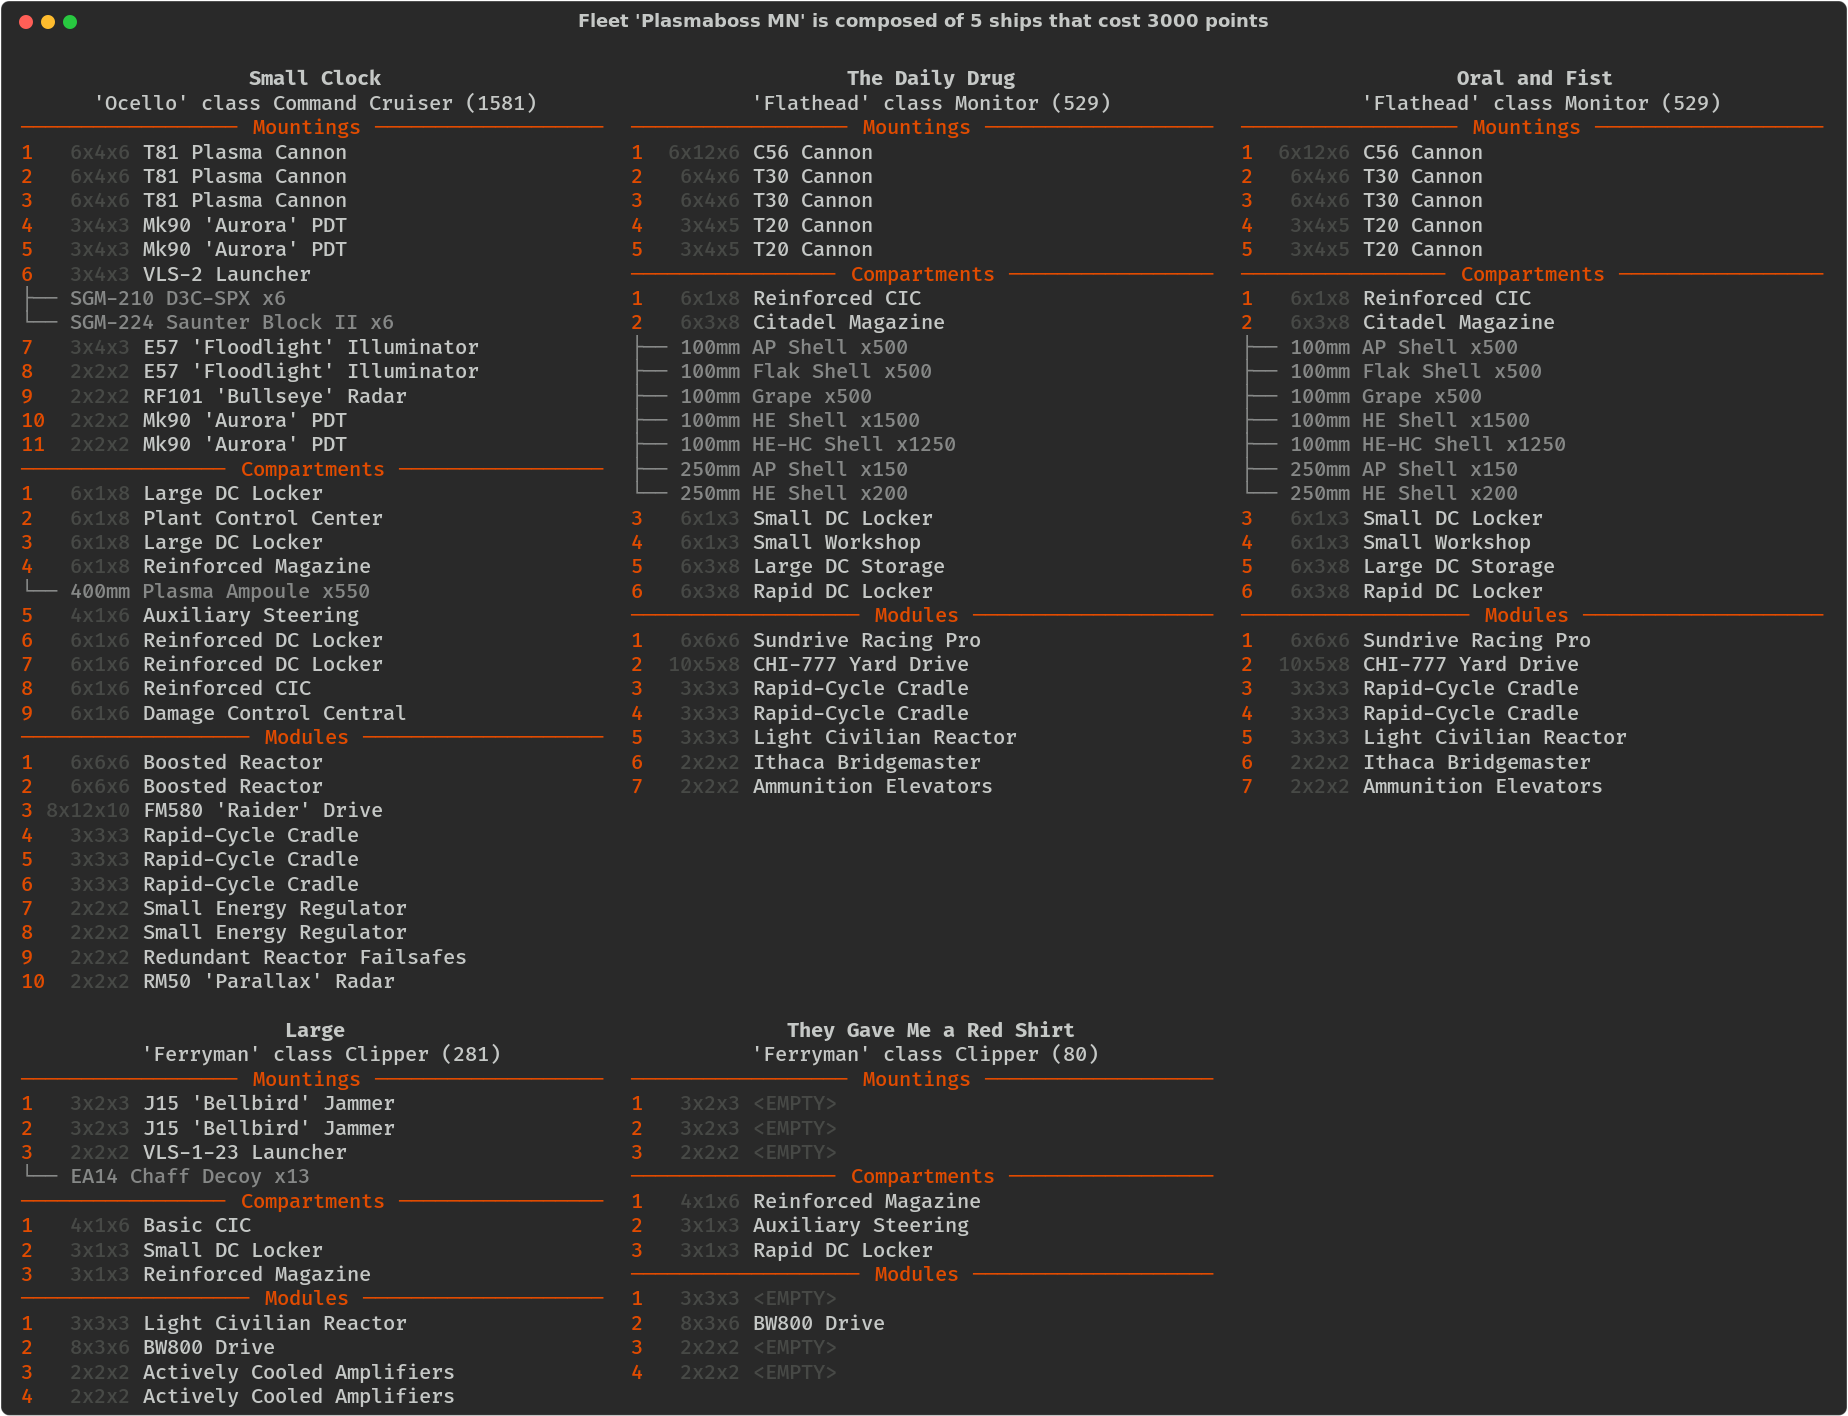 Fleet 'Plasmaboss MN' is composed of 5 ships that cost 3000 points
Small Clock
'Ocello' class Command Cruiser (1581)
Mountings
1 6x4x6 T81 Plasma Cannon
2 6x4x6 T81 Plasma Cannon
3 6x4x6 T81 Plasma Cannon
4 3x4x3 Mk90 'Aurora' PDT
5 3x4x3 Mk90 'Aurora' PDT
6 3x4x3 VLS-2 Launcher
SGM-210 D3C-SPX x6
SGM-224 Saunter Block II x6
7 3x4x3 E57 'Floodlight' Illuminator
8 2x2x2 E57 'Floodlight' Illuminator
9 2x2x2 RF101 'Bullseye' Radar
10 2x2x2 Mk90 'Aurora' PDT
11 2x2x2 Mk90 'Aurora' PDT
Compartments
1 6x1x8 Large DC Locker
2 6x1x8 Plant Control Center
3 6x1x8 Large DC Locker
4 6x1x8 Reinforced Magazine
400mm Plasma Ampoule x550
5 4x1x6 Auxiliary Steering
6 6x1x6 Reinforced DC Locker
7 6x1x6 Reinforced DC Locker
8 6x1x6 Reinforced CIC
9 6x1x6 Damage Control Central
Modules
1 6x6x6 Boosted Reactor
2 6x6x6 Boosted Reactor
3 8x12x10 FM580 'Raider' Drive
4 3x3x3 Rapid-Cycle Cradle
5 3x3x3 Rapid-Cycle Cradle
6 3x3x3 Rapid-Cycle Cradle
7 2x2x2 Small Energy Regulator
8 2x2x2 Small Energy Regulator
9 2x2x2 Redundant Reactor Failsafes
10 2x2x2 RM50 'Parallax' Radar
The Daily Drug
'Flathead' class Monitor (529)
Mountings
1 6x12x6 C56 Cannon
2 6x4x6 T30 Cannon
3 6x4x6 T30 Cannon
4 3x4x5 T20 Cannon
5 3x4x5 T20 Cannon
Compartments
1 6x1x8 Reinforced CIC
2 6x3x8 Citadel Magazine
100mm AP Shell x500
100mm Flak Shell x500
100mm Grape x500
100mm HE Shell x1500
100mm HE-HC Shell x1250
250mm AP Shell x150
250mm HE Shell x200
3 6x1x3 Small DC Locker
4 6x1x3 Small Workshop
5 6x3x8 Large DC Storage
6 6x3x8 Rapid DC Locker
Modules
1 6x6x6 Sundrive Racing Pro
2 10x5x8 CHI-777 Yard Drive
3 3x3x3 Rapid-Cycle Cradle
4 3x3x3 Rapid-Cycle Cradle
5 3x3x3 Light Civilian Reactor
6 2x2x2 Ithaca Bridgemaster
7 2x2x2 Ammunition Elevators
Oral and Fist
'Flathead' class Monitor (529)
Mountings
1 6x12x6 C56 Cannon
2 6x4x6 T30 Cannon
3 6x4x6 T30 Cannon
4 3x4x5 T20 Cannon
5 3x4x5 T20 Cannon
Compartments
1 6x1x8 Reinforced CIC
2 6x3x8 Citadel Magazine
100mm AP Shell x500
100mm Flak Shell x500
100mm Grape x500
100mm HE Shell x1500
100mm HE-HC Shell x1250
250mm AP Shell x150
250mm HE Shell x200
3 6x1x3 Small DC Locker
4 6x1x3 Small Workshop
5 6x3x8 Large DC Storage
6 6x3x8 Rapid DC Locker
Modules
1 6x6x6 Sundrive Racing Pro
2 10x5x8 CHI-777 Yard Drive
3 3x3x3 Rapid-Cycle Cradle
4 3x3x3 Rapid-Cycle Cradle
5 3x3x3 Light Civilian Reactor
6 2x2x2 Ithaca Bridgemaster
7 2x2x2 Ammunition Elevators
Large
'Ferryman' class Clipper (281)
Mountings
1 3x2x3 J15 'Bellbird' Jammer
2 3x2x3 J15 'Bellbird' Jammer
3 2x2x2 VLS-1-23 Launcher
EA14 Chaff Decoy x13
Compartments
1 4x1x6 Basic CIC
2 3x1x3 Small DC Locker
3 3x1x3 Reinforced Magazine
Modules
1 3x3x3 Light Civilian Reactor
2 8x3x6 BW800 Drive
3 2x2x2 Actively Cooled Amplifiers
4 2x2x2 Actively Cooled Amplifiers
They Gave Me a Red Shirt
'Ferryman' class Clipper (80)
Mountings
1 3x2x3 <EMPTY>
2 3x2x3 <EMPTY>
3 2x2x2 <EMPTY>
Compartments
1 4x1x6 Reinforced Magazine
2 3x1x3 Auxiliary Steering
3 3x1x3 Rapid DC Locker
Modules
1 3x3x3 <EMPTY>
2 8x3x6 BW800 Drive
3 2x2x2 <EMPTY>
4 2x2x2 <EMPTY>